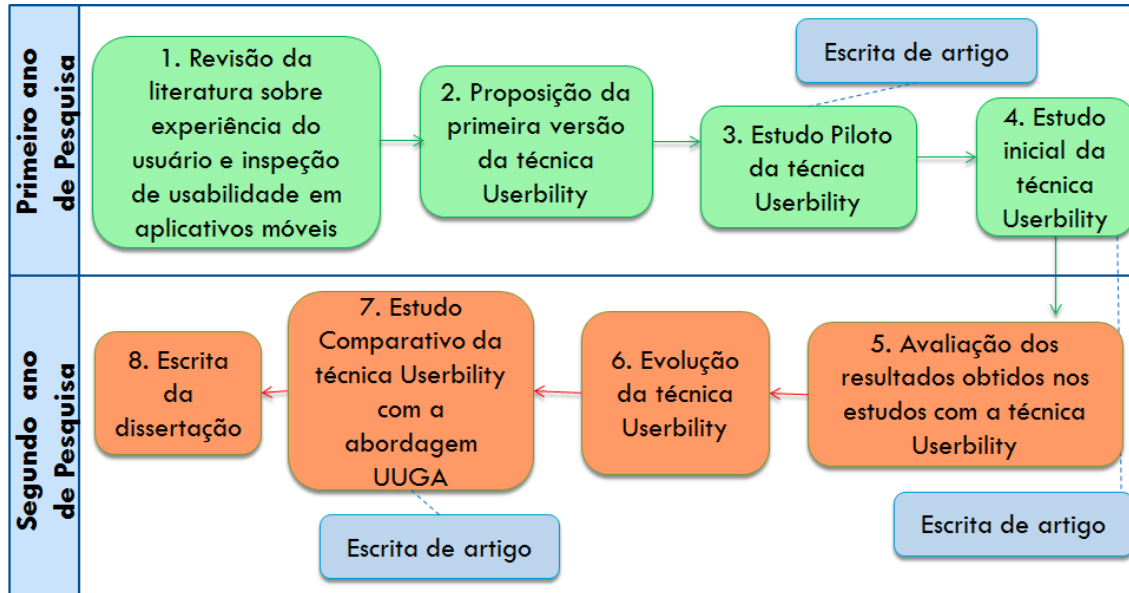 Primeiro ano
de Pesquisa
1. Revisão da
literatura sobre
experiência do
usuário e inspeção
de usabilidade em
aplicativos móveis
2. Proposição da
primeira versão
da técnica
Userbility
Escrita de artigo
3. Estudo Piloto
da técnica
Userbility
4. Estudo
inicial da
técnica
Userbility
Segundo ano
de Pesquisa
5. Avaliação dos
resultados obtidos nos
estudos com a técnica
Userbility
Escrita de artigo
6. Evolução
da técnica
Userbility
7. Estudo
Comparativo da
técnica Userbility
com a
abordagem
UUGA
Escrita de artigo
8. Escrita
da
dissertação